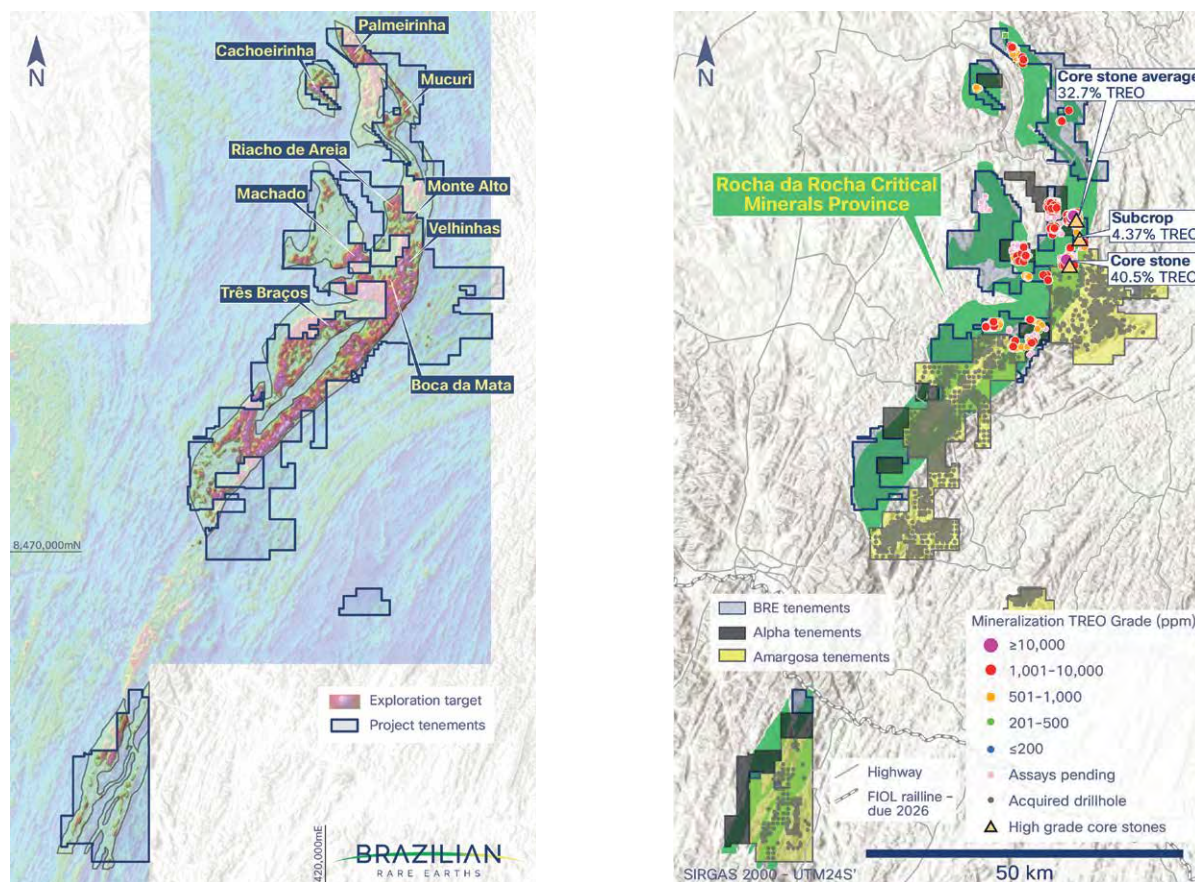 N
Palmeirinha
Cachoeirinha
Mucuri
Riacho de Areia
Machado
Monte Alto
Velhinhas
Três Braços
Boca da Mata
8,470,000mN
Exploration target
Project tenements
420,000mE
BRAZILIAN
RARE EARTHS
N
Core stone average
32.7% TREO
Rocha da Rocha Critical
Minerals Province
Subcrop
4.37% TREO
Core stone
40.5% TREO
BRE tenements
Alpha tenements
Amargosa tenements
Mineralization TREO Grade (ppm)
≥10,000
1,001–10,000
501–1,000
201–500
≤200
Assays pending
Acquired drillhole
High grade core stones
Highway
FIOL railline –
due 2026
SIRGAS 2000 - UTM24S'
50 km